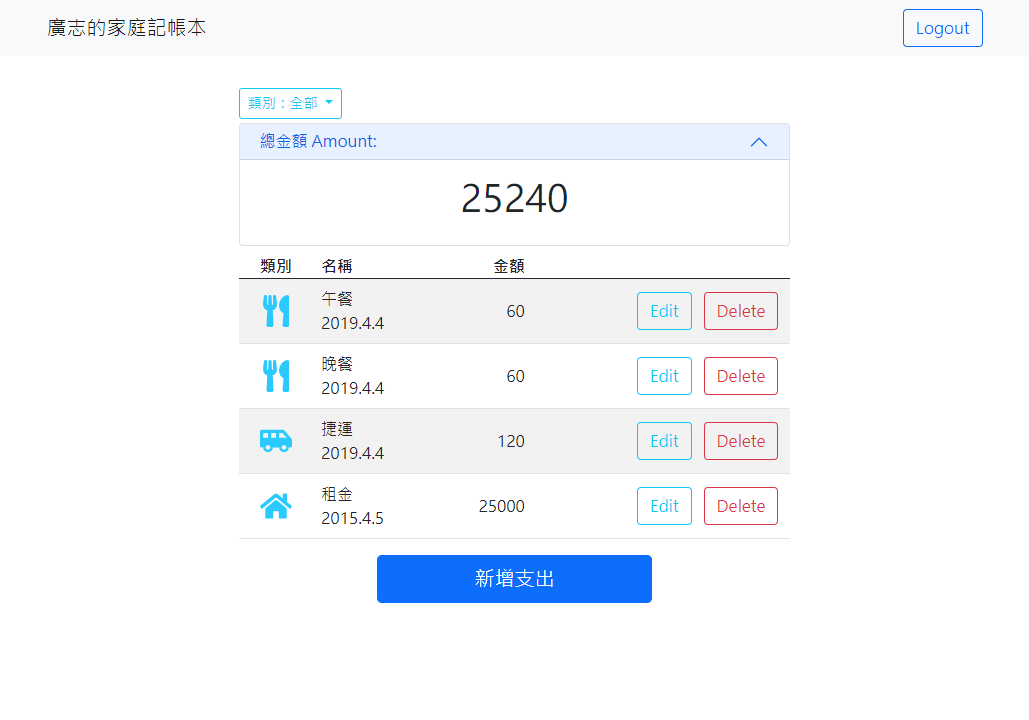 廣志的家庭記帳本
Logout
類別：全部
總金額 Amount:
25240
類別 名稱 金額
午餐
2019.4.4
60
Edit Delete
晚餐
2019.4.4
60
Edit Delete
捷運
2019.4.4
120
Edit Delete
租金
2015.4.5
25000
Edit Delete
新增支出